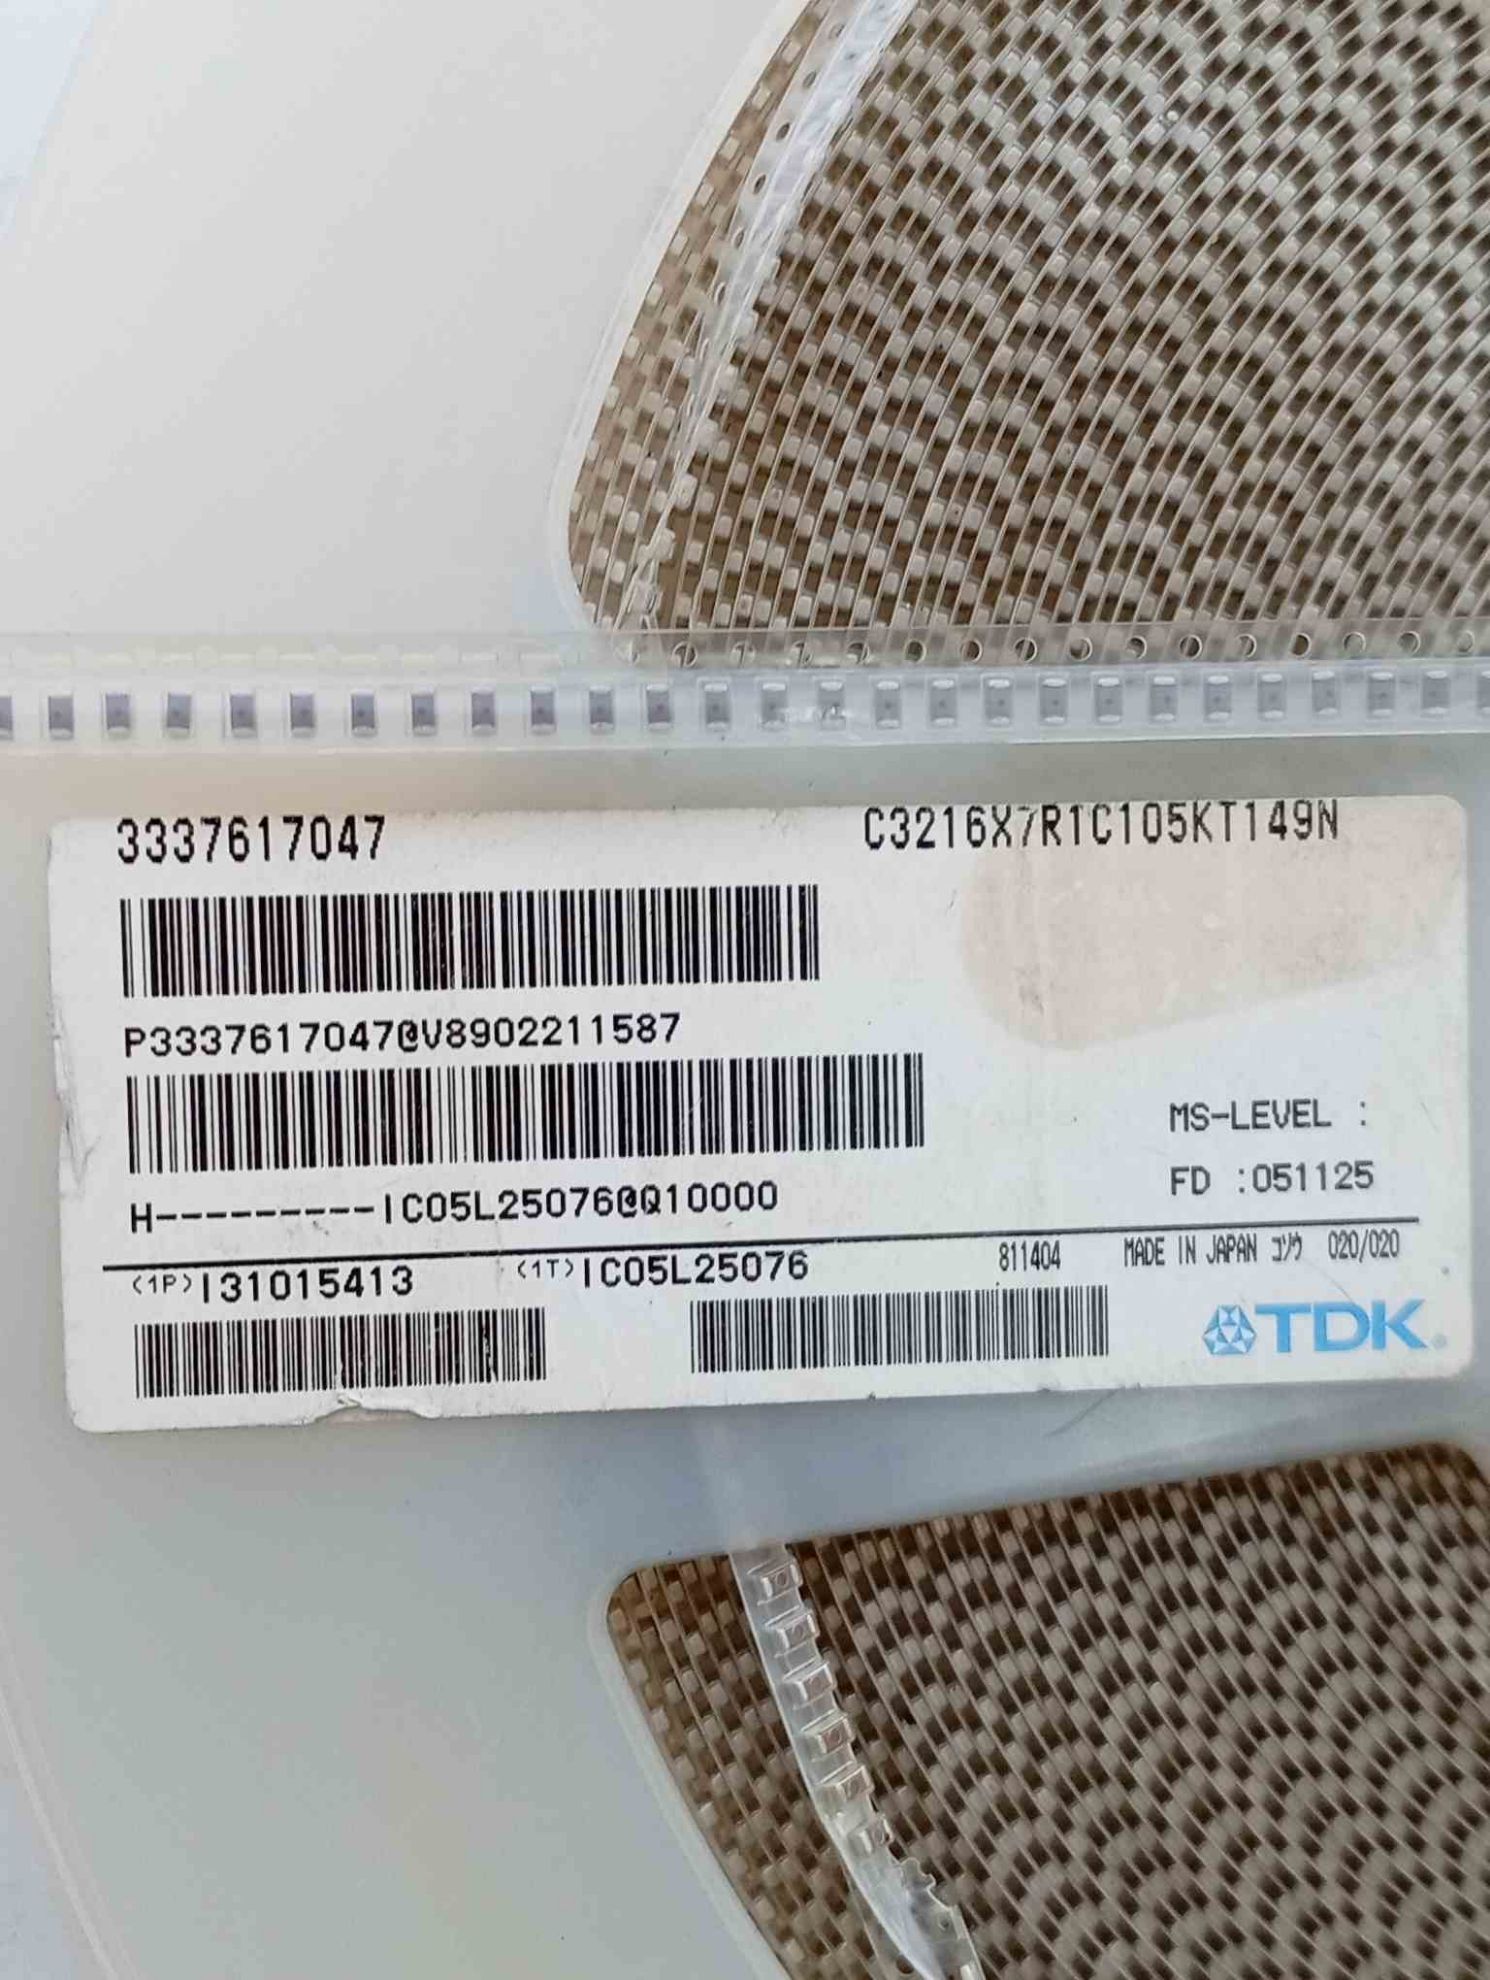 3337617047
C3216X7R1C105KT149N
P3337617047@V8902211587
MS-LEVEL :
FD :051125
H---------IC05L25076@Q10000
(1P)I31015413
(1T)IC05L25076
811404
MADE IN JAPAN コソウ 020/020
TDK